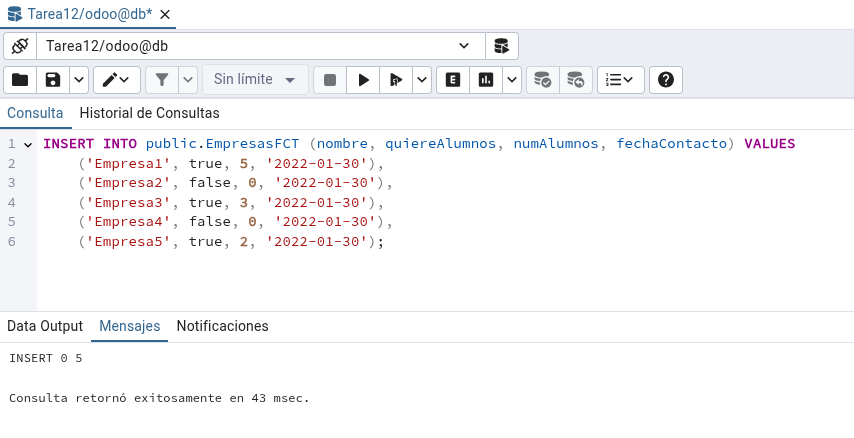 Tarea12/odoo@db*
Tarea12/odoo@db
Sin límite
E
Consulta Historial de Consultas
1 INSERT INTO public.EmpresasFCT (nombre, quiereAlumnos, numAlumnos, fechaContacto) VALUES
2 ('Empresa1', true, 5, '2022-01-30'),
3 ('Empresa2', false, 0, '2022-01-30'),
4 ('Empresa3', true, 3, '2022-01-30'),
5 ('Empresa4', false, 0, '2022-01-30'),
6 ('Empresa5', true, 2, '2022-01-30');
Data Output Mensajes Notificaciones
INSERT 0 5
Consulta retornó exitosamente en 43 msec.